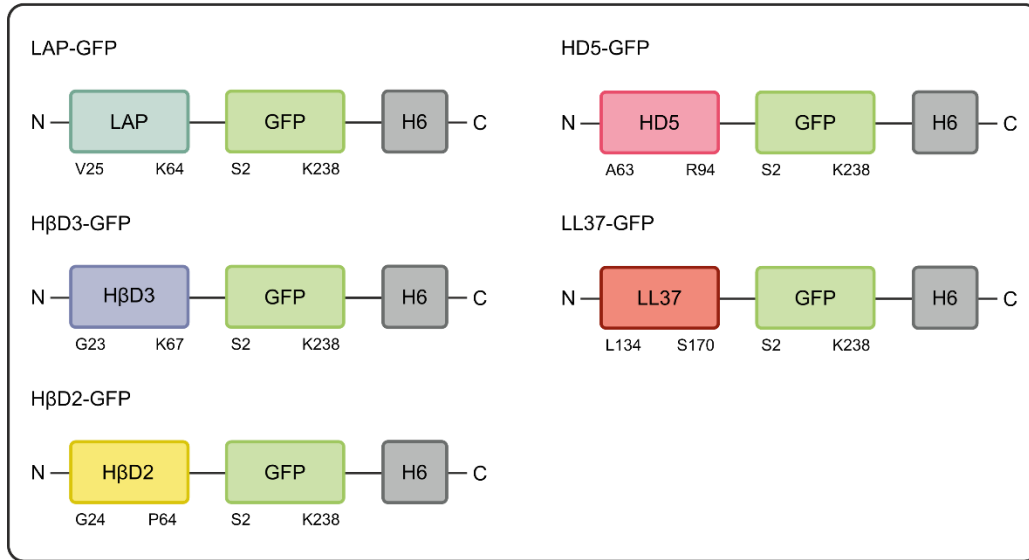 LAP-GFP
N LAP GFP H6 C
V25 K64 S2 K238
HβD3-GFP
N HβD3 GFP H6 C
G23 K67 S2 K238
HβD2-GFP
N HβD2 GFP H6 C
G24 P64 S2 K238
HD5-GFP
N HD5 GFP H6 C
A63 R94 S2 K238
LL37-GFP
N LL37 GFP H6 C
L134 S170 S2 K238